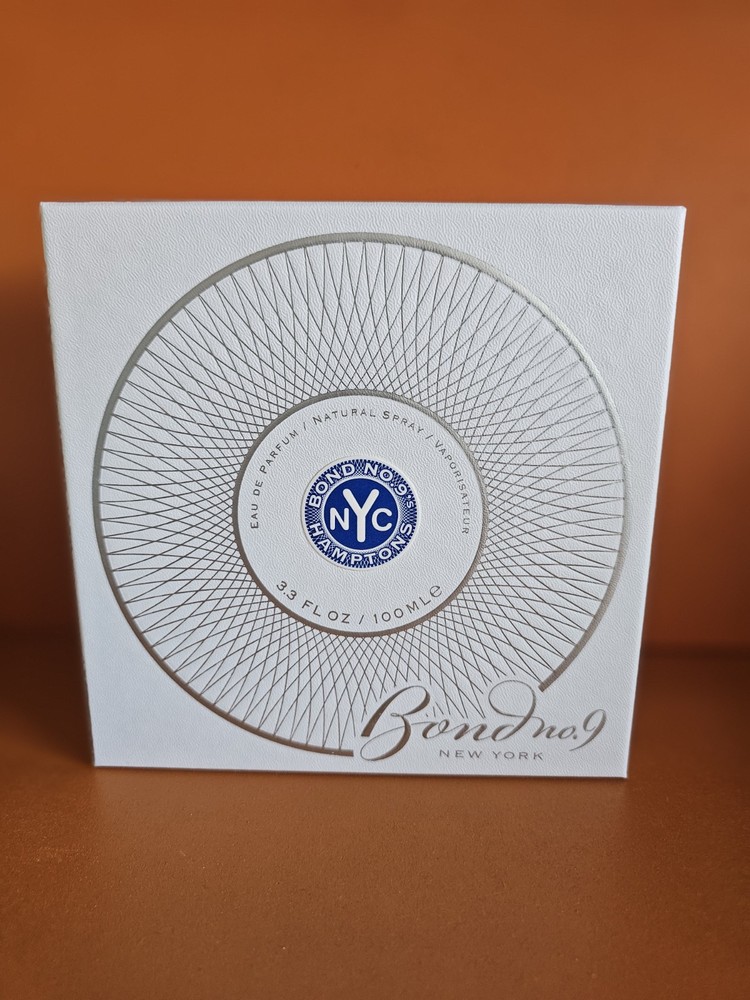 EAU DE PARFUM / NATURAL SPRAY / VAPORISATEUR
BOND NO. 9's
NYC
HAMPTONS
3.3 FL OZ / 100ML e
Bond no.9
NEW YORK